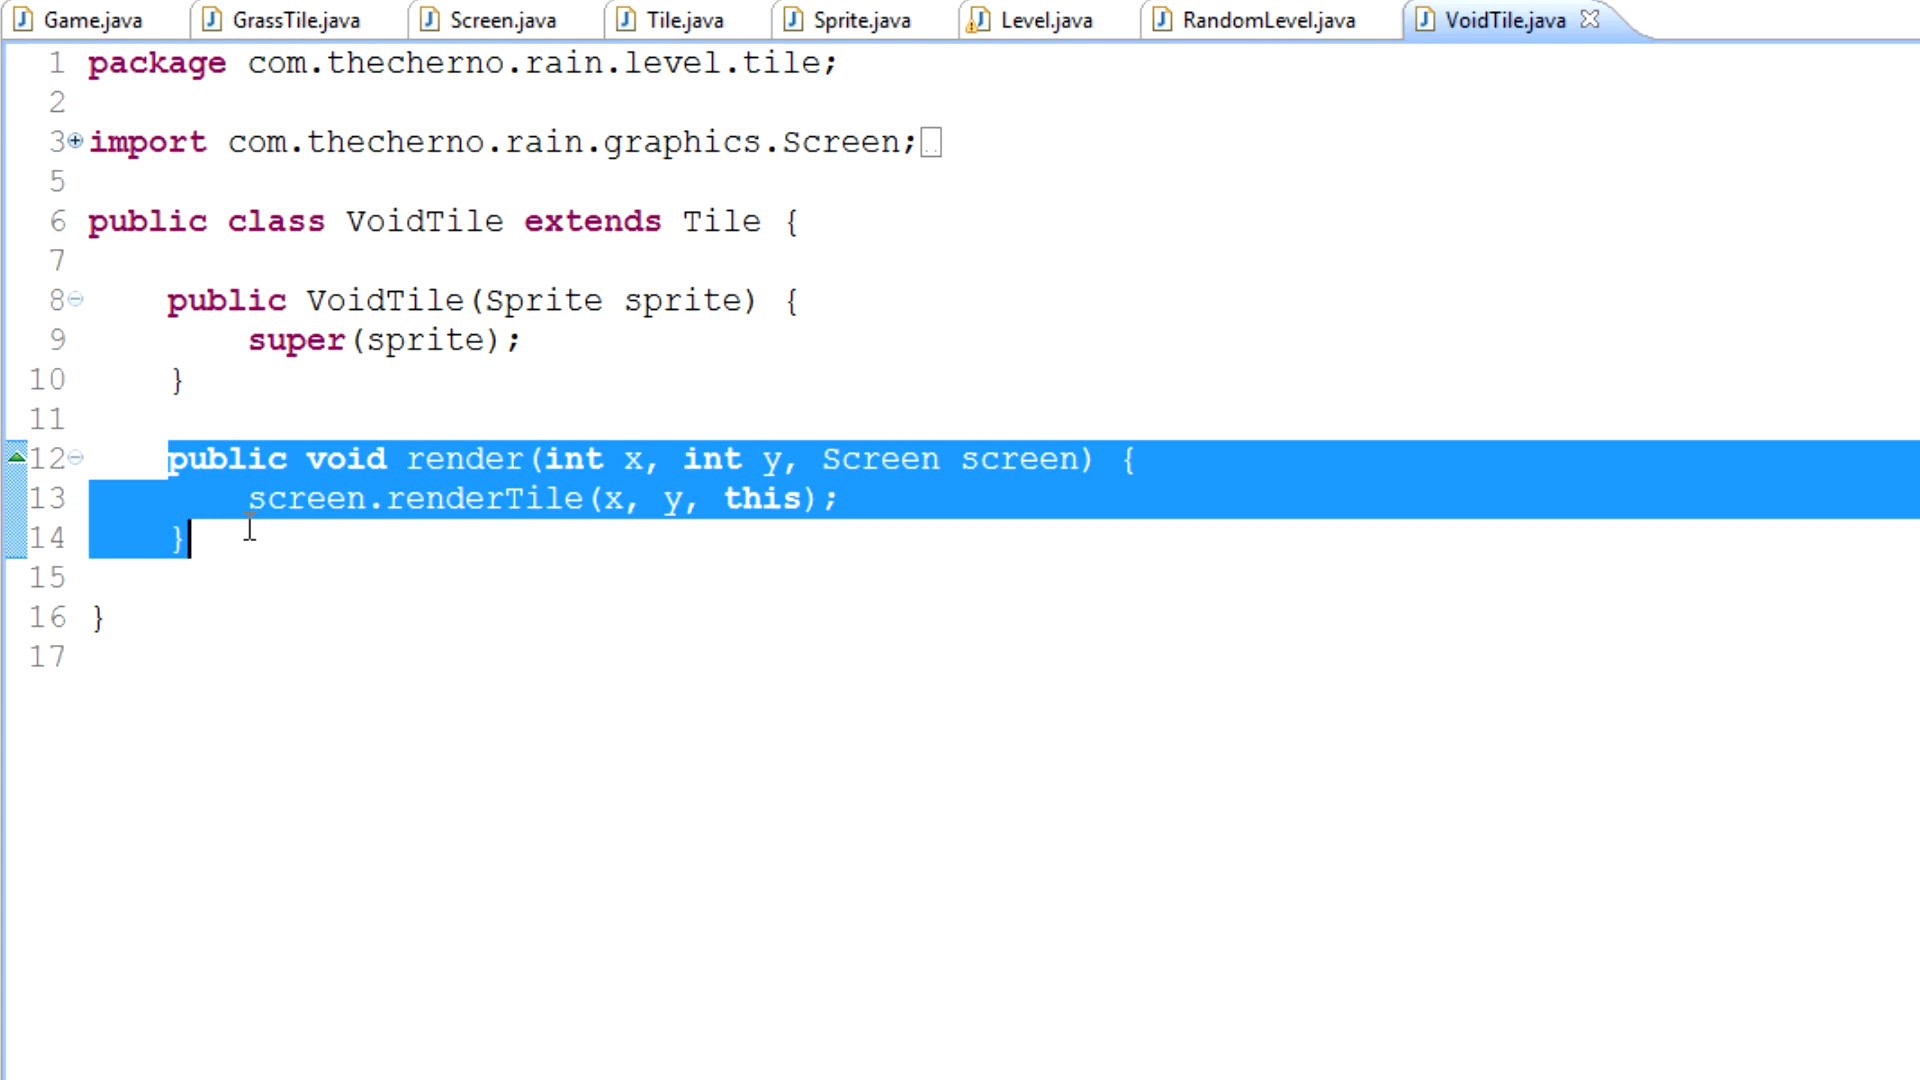 Game.java GrassTile.java Screen.java Tile.java Sprite.java Level.java RandomLevel.java VoidTile.java
1 package com.thecherno.rain.level.tile;
2
3 import com.thecherno.rain.graphics.Screen;
5
6 public class VoidTile extends Tile {
7
8 public VoidTile(Sprite sprite) {
9 super(sprite);
10 }
11
12 public void render(int x, int y, Screen screen) {
13 screen.renderTile(x, y, this);
14 }
15
16 }
17